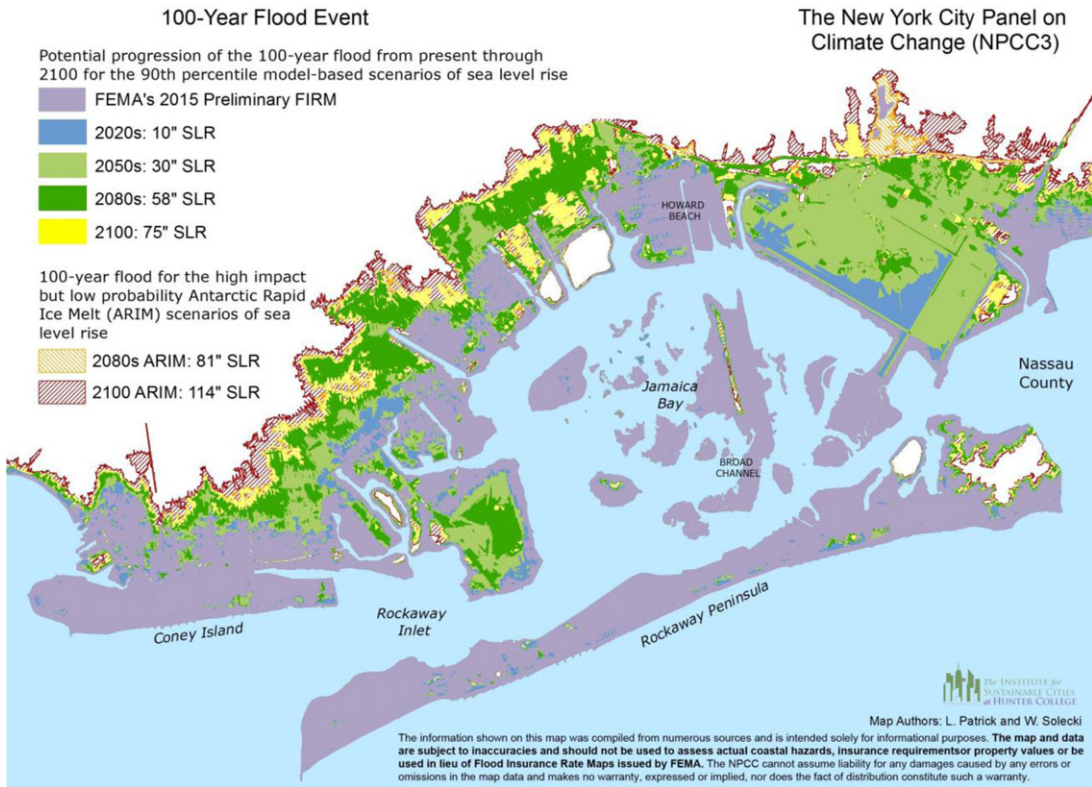 100-Year Flood Event
The New York City Panel on
Climate Change (NPCC3)
Potential progression of the 100-year flood from present through
2100 for the 90th percentile model-based scenarios of sea level rise
FEMA's 2015 Preliminary FIRM
2020s: 10" SLR
2050s: 30" SLR
2080s: 58" SLR
2100: 75" SLR
100-year flood for the high impact
but low probability Antarctic Rapid
Ice Melt (ARIM) scenarios of sea
level rise
2080s ARIM: 81" SLR
2100 ARIM: 114" SLR
HOWARD
BEACH
Jamaica
Bay
Nassau
County
BROAD
CHANNEL
Coney Island
Rockaway
Inlet
Rockaway Peninsula
The INSTITUTE for
SUSTAINABLE CITIES
at HUNTER COLLEGE
Map Authors: L. Patrick and W. Solecki
The information shown on this map was compiled from numerous sources and is intended solely for informational purposes. The map and data
are subject to inaccuracies and should not be used to assess actual coastal hazards, insurance requirementsor property values or be
used in lieu of Flood Insurance Rate Maps issued by FEMA. The NPCC cannot assume liability for any damages caused by any errors or
omissions in the map data and makes no warranty, expressed or implied, nor does the fact of distribution constitute such a warranty.